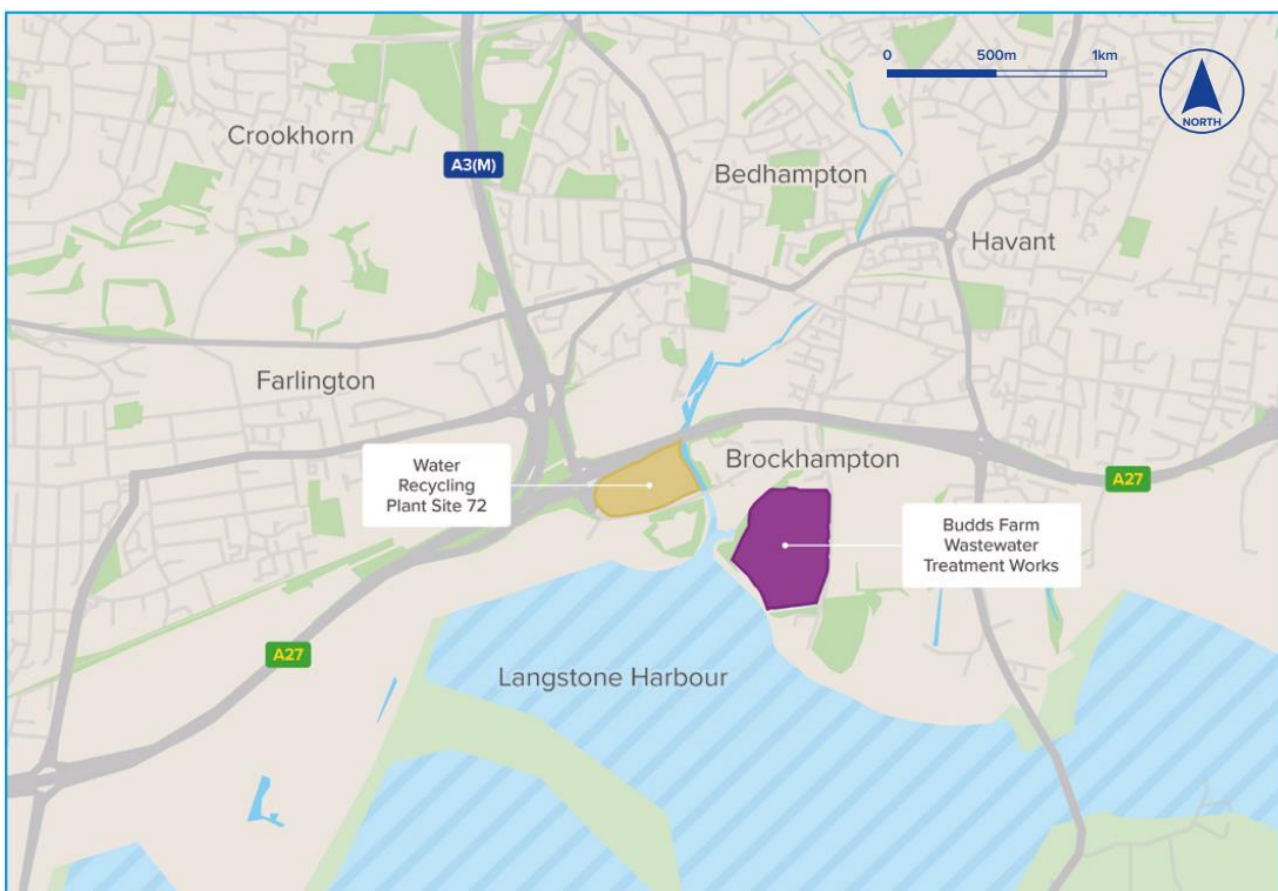 0 500m 1km
NORTH
Crookhorn
A3(M)
Bedhampton
Havant
Farlington
Water
Recycling
Plant Site 72
Brockhampton
A27
Budds Farm
Wastewater
Treatment Works
A27
Langstone Harbour